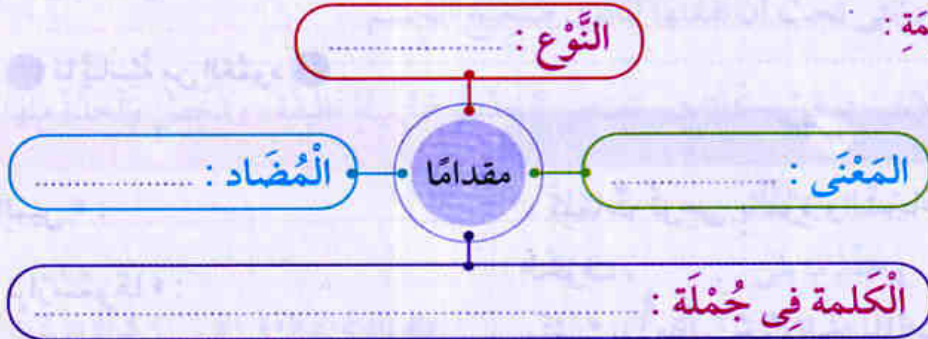 مَةِ :
النَّوْع : ......................
المَعْنَى : ......................
مقدامًا
الْمُضَاد : ......................
الْكَلمة فِي جُمْلَة : ............................................................